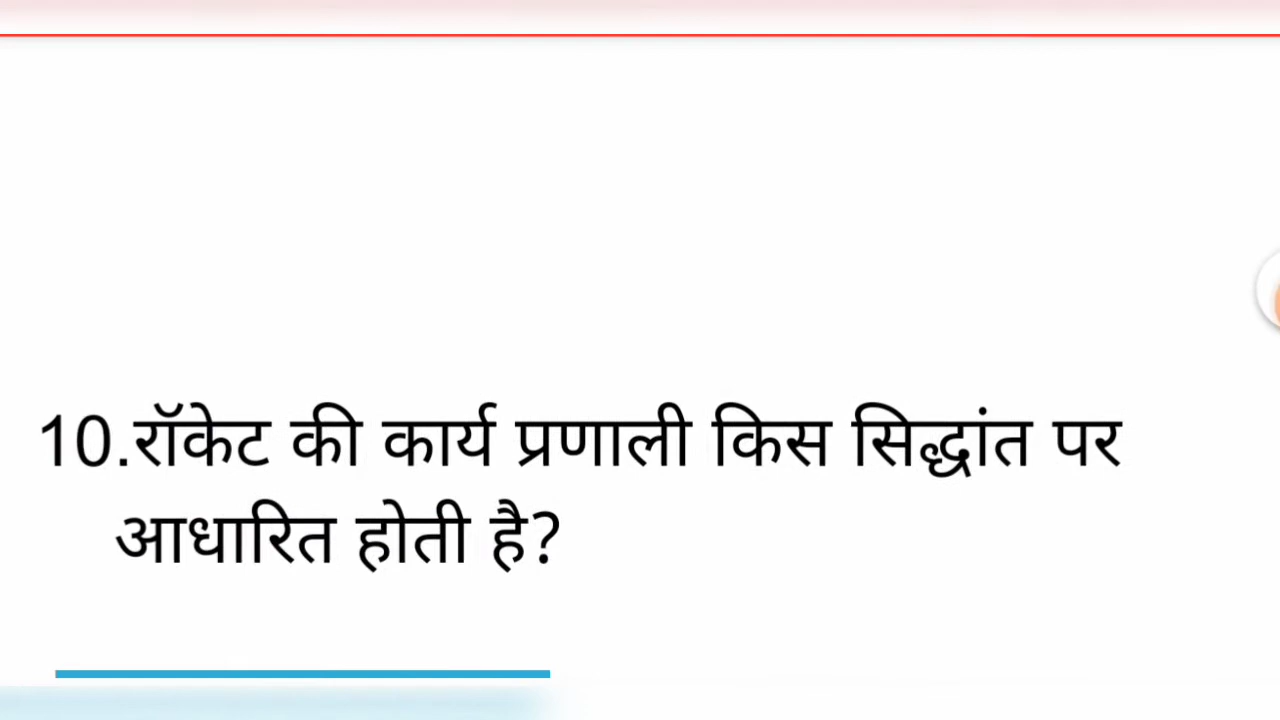 10.रॉकेट की कार्य प्रणाली किस सिद्धांत पर
आधारित होती है?